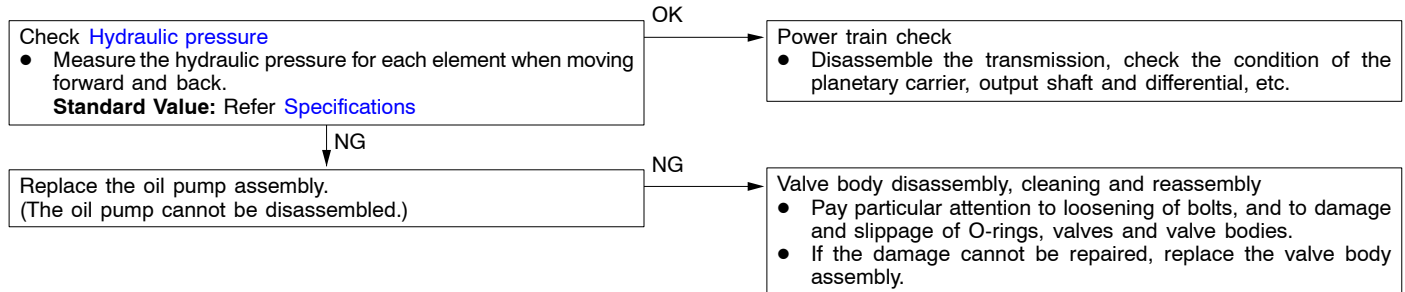 OK
Check Hydraulic pressure
● Measure the hydraulic pressure for each element when moving
forward and back.
Standard Value: Refer Specifications
Power train check
● Disassemble the transmission, check the condition of the
planetary carrier, output shaft and differential, etc.
NG
Replace the oil pump assembly.
(The oil pump cannot be disassembled.)
NG
Valve body disassembly, cleaning and reassembly
● Pay particular attention to loosening of bolts, and to damage
and slippage of O-rings, valves and valve bodies.
● If the damage cannot be repaired, replace the valve body
assembly.